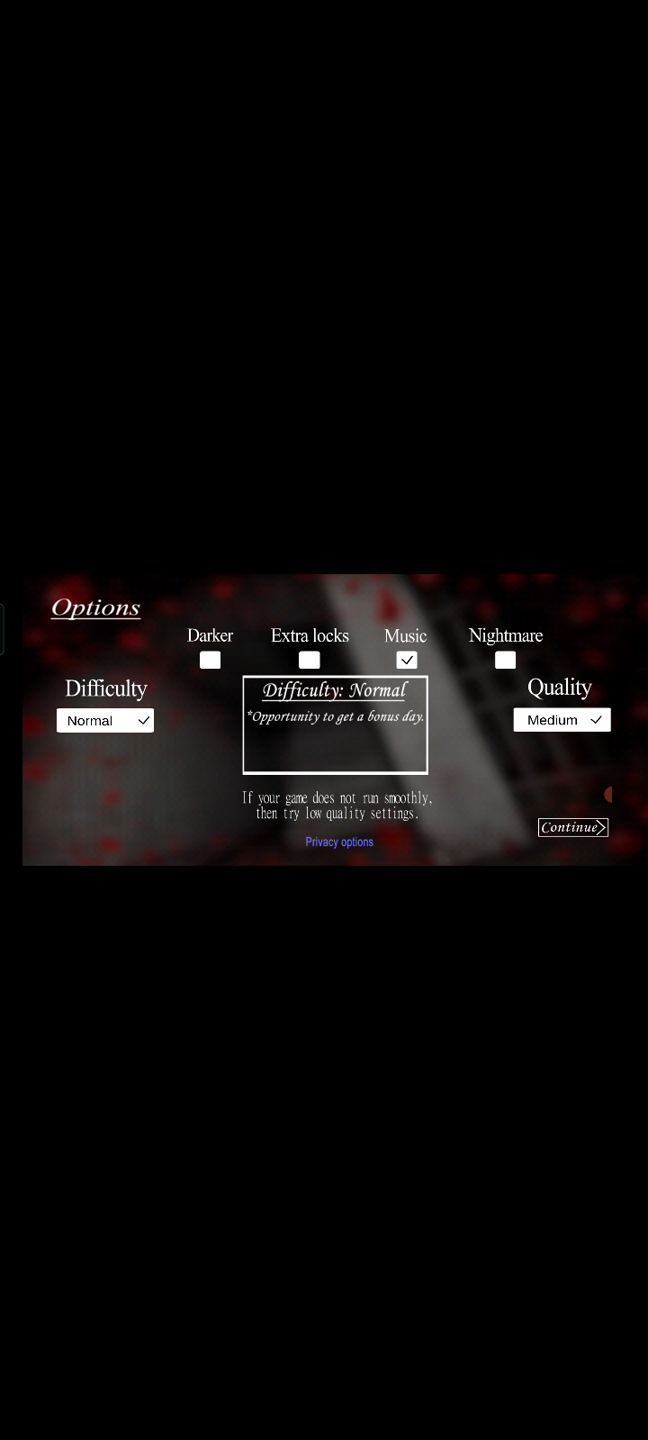 Options
Darker
Extra locks
Music
Nightmare
Difficulty
Normal
Difficulty: Normal
*Opportunity to get a bonus day.
Quality
Medium
If your game does not run smoothly,
then try low quality settings.
Continue
Privacy options